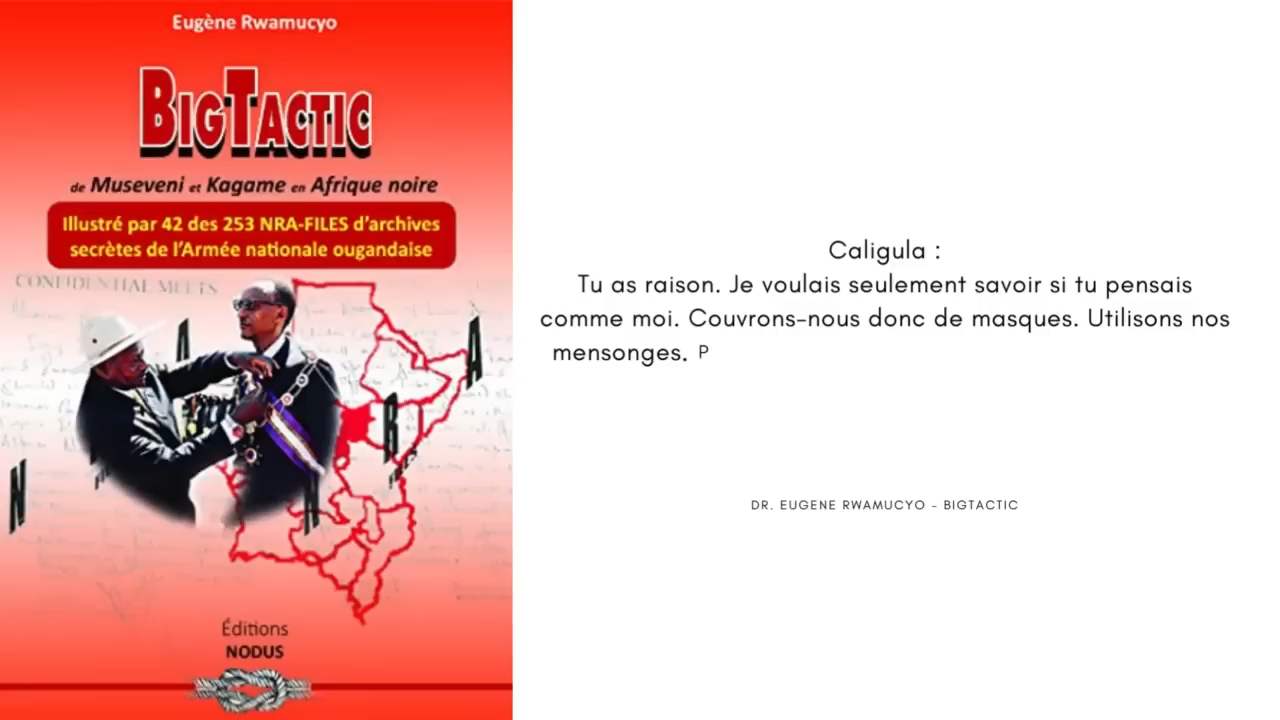 Eugène Rwamucyo
BIGTACTIC
de Museveni et Kagame en Afrique noire
Illustré par 42 des 253 NRA-FILES d'archives
secrètes de l'Armée nationale ougandaise
CONFIDENTIAL MEETS
A
R
N
N
Éditions
NODUS
Caligula :
Tu as raison. Je voulais seulement savoir si tu pensais
comme moi. Couvrons-nous donc de masques. Utilisons nos
mensonges. P
DR. EUGENE RWAMUCYO - BIGTACTIC